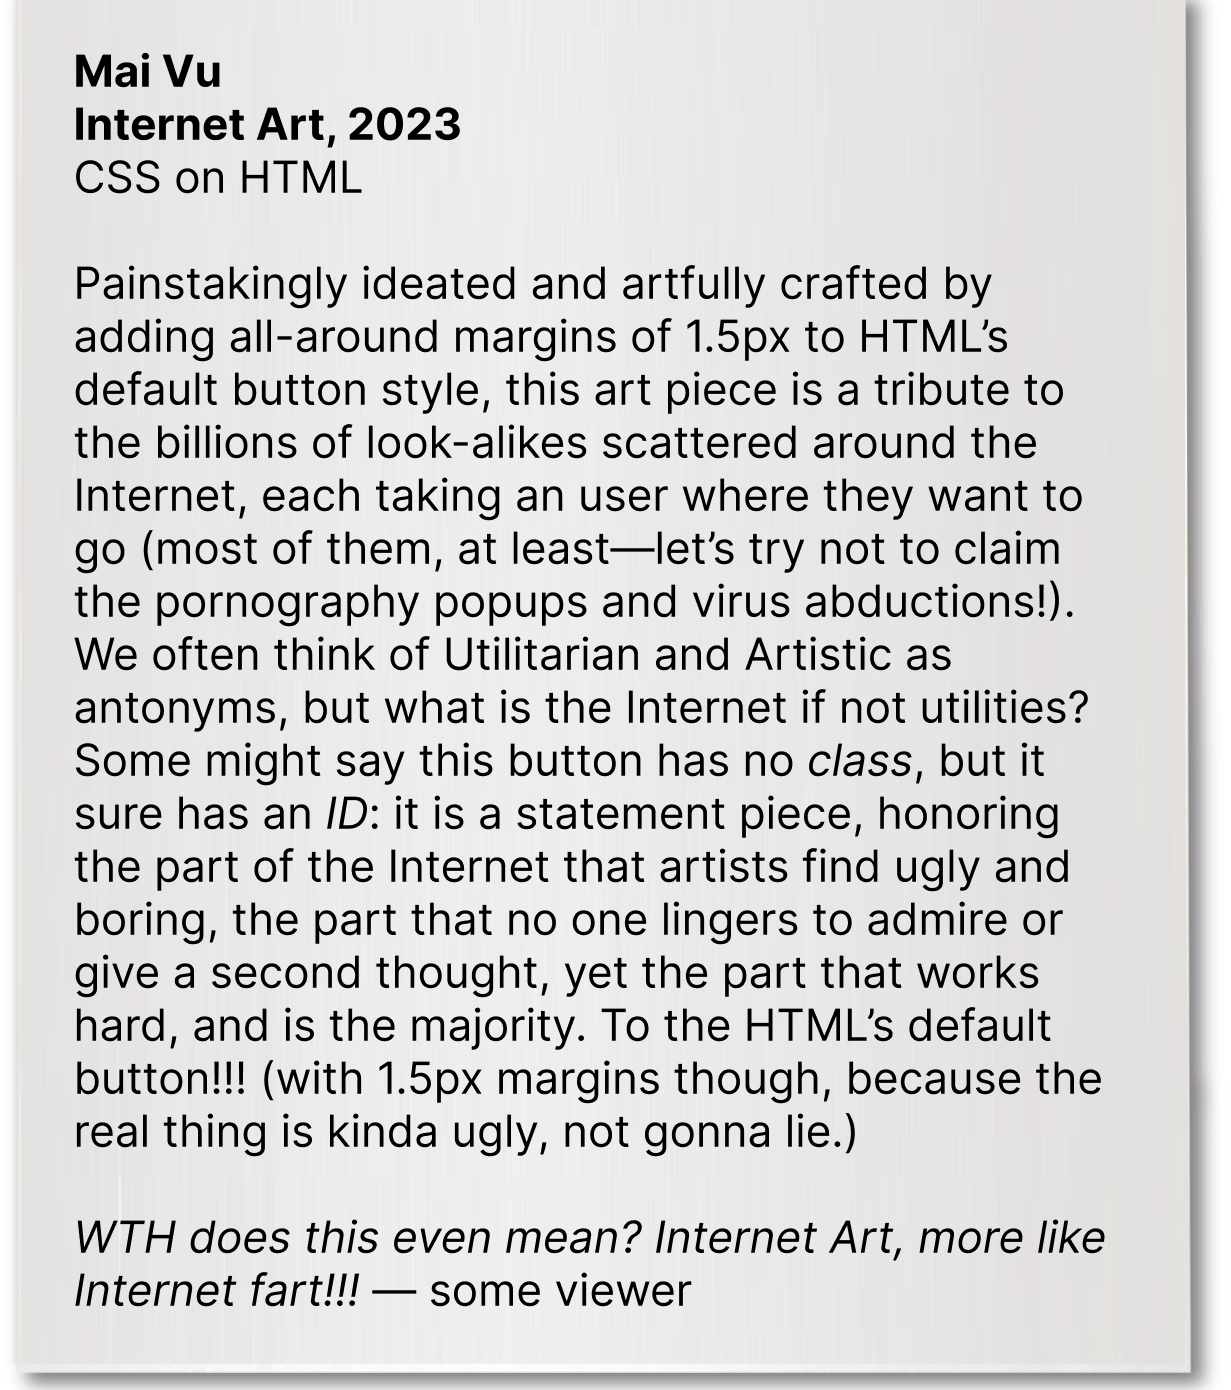 Mai Vu
Internet Art, 2023
CSS on HTML
Painstakingly ideated and artfully crafted by
adding all-around margins of 1.5px to HTML’s
default button style, this art piece is a tribute to
the billions of look-alikes scattered around the
Internet, each taking an user where they want to
go (most of them, at least—let’s try not to claim
the pornography popups and virus abductions!).
We often think of Utilitarian and Artistic as
antonyms, but what is the Internet if not utilities?
Some might say this button has no class, but it
sure has an ID: it is a statement piece, honoring
the part of the Internet that artists find ugly and
boring, the part that no one lingers to admire or
give a second thought, yet the part that works
hard, and is the majority. To the HTML’s default
button!!! (with 1.5px margins though, because the
real thing is kinda ugly, not gonna lie.)
WTH does this even mean? Internet Art, more like
Internet fart!!! — some viewer